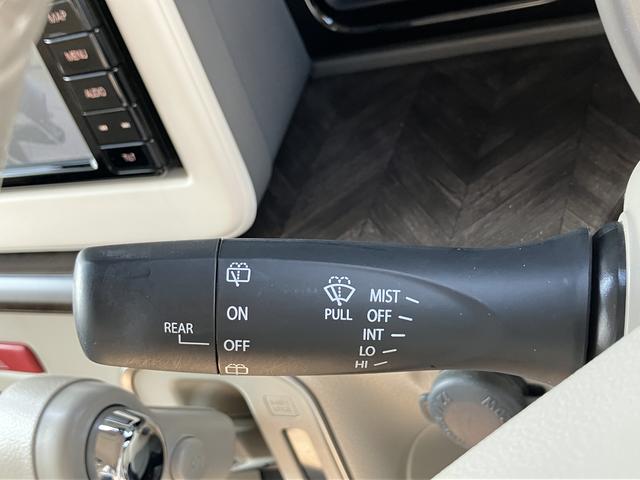 MAP
MENU
AUDIO
REAR
ON
OFF
PULL
MIST
OFF
INT
LO
HI